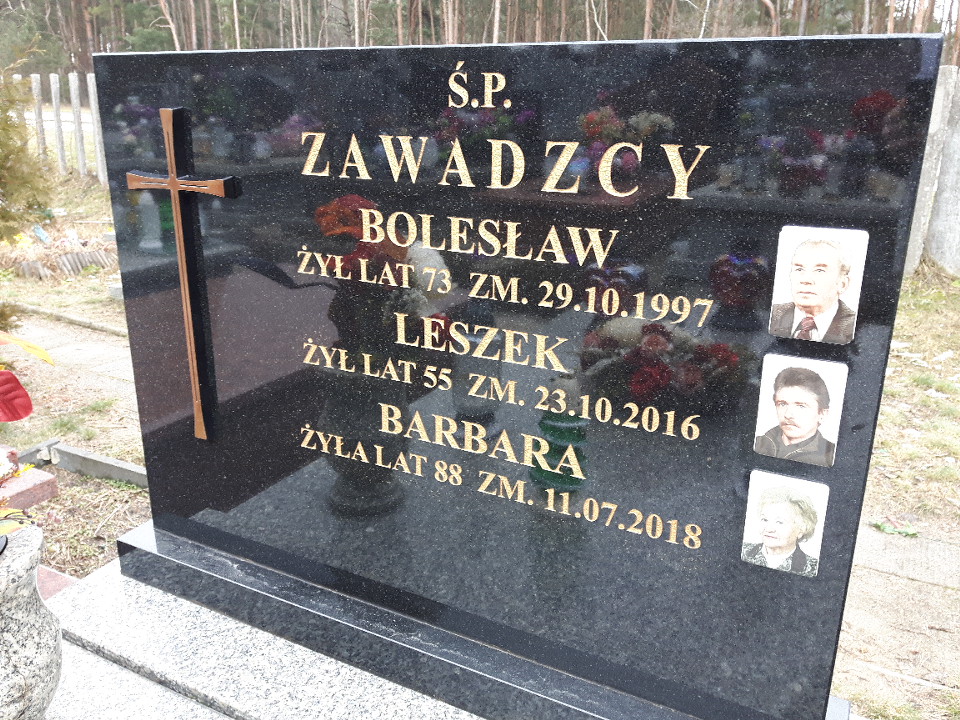 Ś.P.
ZAWADZCY
BOLESŁAW
ŻYŁ LAT 73 ZM. 29.10.1997
LESZEK
ŻYŁ LAT 55 ZM. 23.10.2016
BARBARA
ŻYŁA LAT 88 ZM. 11.07.2018